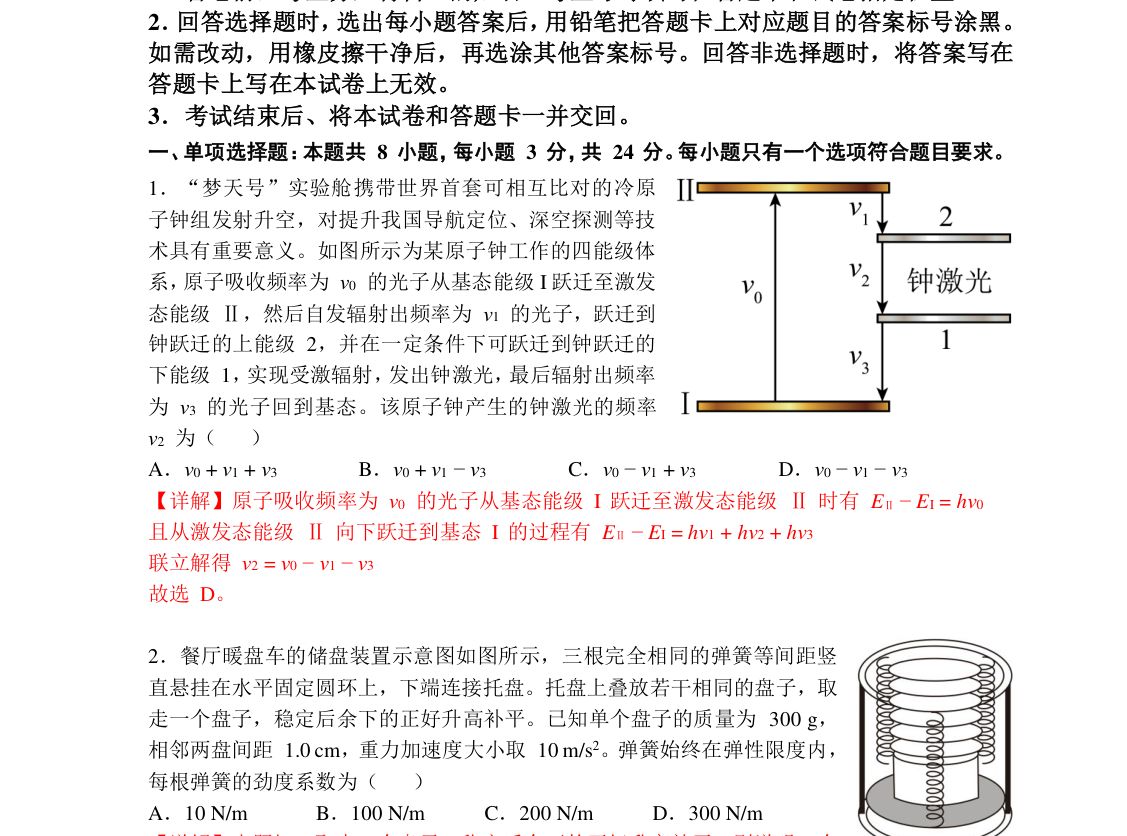 2．回答选择题时，选出每小题答案后，用铅笔把答题卡上对应题目的答案标号涂黑。
如需改动，用橡皮擦干净后，再选涂其他答案标号。回答非选择题时，将答案写在
答题卡上写在本试卷上无效。
3．考试结束后、将本试卷和答题卡一并交回。
一、单项选择题：本题共 8 小题，每小题 3 分，共 24 分。每小题只有一个选项符合题目要求。
1．“梦天号”实验舱携带世界首套可相互比对的冷原
子钟组发射升空，对提升我国导航定位、深空探测等技
术具有重要意义。如图所示为某原子钟工作的四能级体
系，原子吸收频率为 ν0 的光子从基态能级 I 跃迁至激发
态能级 Ⅱ，然后自发辐射出频率为 ν1 的光子，跃迁到
钟跃迁的上能级 2，并在一定条件下可跃迁到钟跃迁的
下能级 1，实现受激辐射，发出钟激光，最后辐射出频率
为 ν3 的光子回到基态。该原子钟产生的钟激光的频率
ν2 为（ ）
II
ν1
2
ν0
ν2
钟激光
1
ν3
I
A．ν0 + ν1 + ν3 B．ν0 + ν1 − ν3 C．ν0 − ν1 + ν3 D．ν0 − ν1 − ν3
【详解】原子吸收频率为 ν0 的光子从基态能级 I 跃迁至激发态能级 Ⅱ 时有 EⅡ − EI = hν0
且从激发态能级 Ⅱ 向下跃迁到基态 I 的过程有 EⅡ − EI = hν1 + hν2 + hν3
联立解得 ν2 = ν0 − ν1 − ν3
故选 D。
2．餐厅暖盘车的储盘装置示意图如图所示，三根完全相同的弹簧等间距竖
直悬挂在水平固定圆环上，下端连接托盘。托盘上叠放若干相同的盘子，取
走一个盘子，稳定后余下的正好升高补平。已知单个盘子的质量为 300 g，
相邻两盘间距 1.0 cm，重力加速度大小取 10 m/s²。弹簧始终在弹性限度内，
每根弹簧的劲度系数为（ ）
A．10 N/m B．100 N/m C．200 N/m D．300 N/m